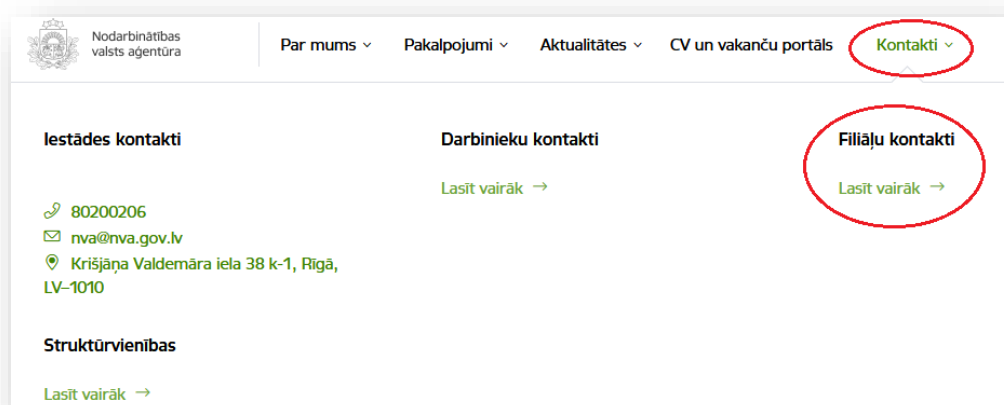 Nodarbinātības
valsts aģentūra
Par mums
Pakalpojumi
Aktualitātes
CV un vakanču portāls
Kontakti
Iestādes kontakti
Darbinieku kontakti
Filiāļu kontakti
Lasīt vairāk →
Lasīt vairāk →
80200206
nva@nva.gov.lv
Krišjāņa Valdemāra iela 38 k-1, Rīgā,
LV–1010
Struktūrvienības
Lasīt vairāk →